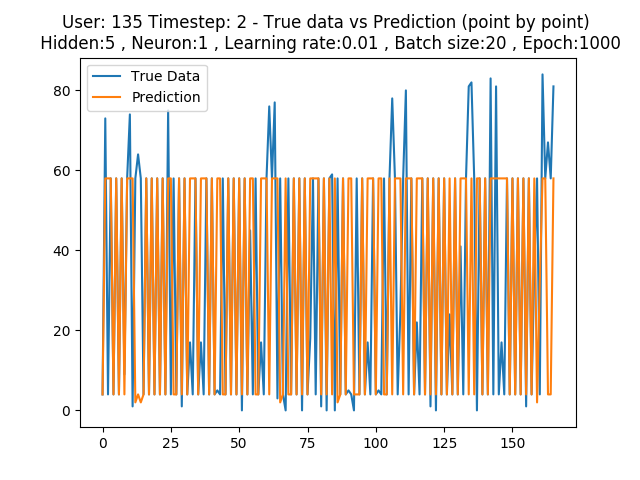 User: 135 Timestep: 2 - True data vs Prediction (point by point)
Hidden:5 , Neuron:1 , Learning rate:0.01 , Batch size:20 , Epoch:1000
True Data
Prediction
80
60
40
20
0
0 25 50 75 100 125 150